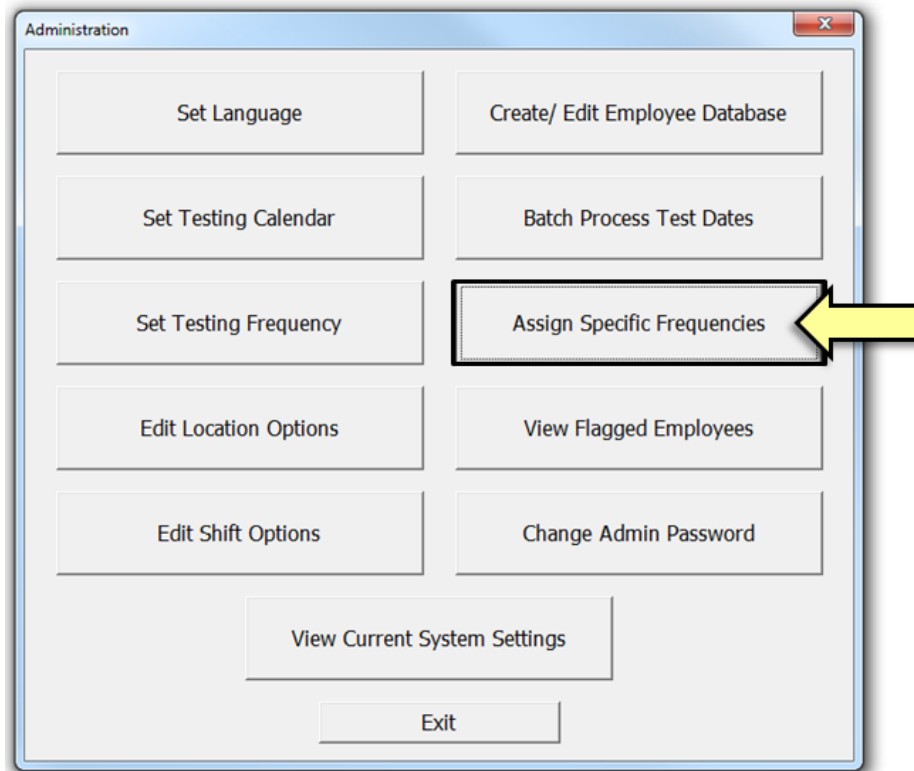 Administration
Set Language
Create/ Edit Employee Database
Set Testing Calendar
Batch Process Test Dates
Set Testing Frequency
Assign Specific Frequencies
Edit Location Options
View Flagged Employees
Edit Shift Options
Change Admin Password
View Current System Settings
Exit